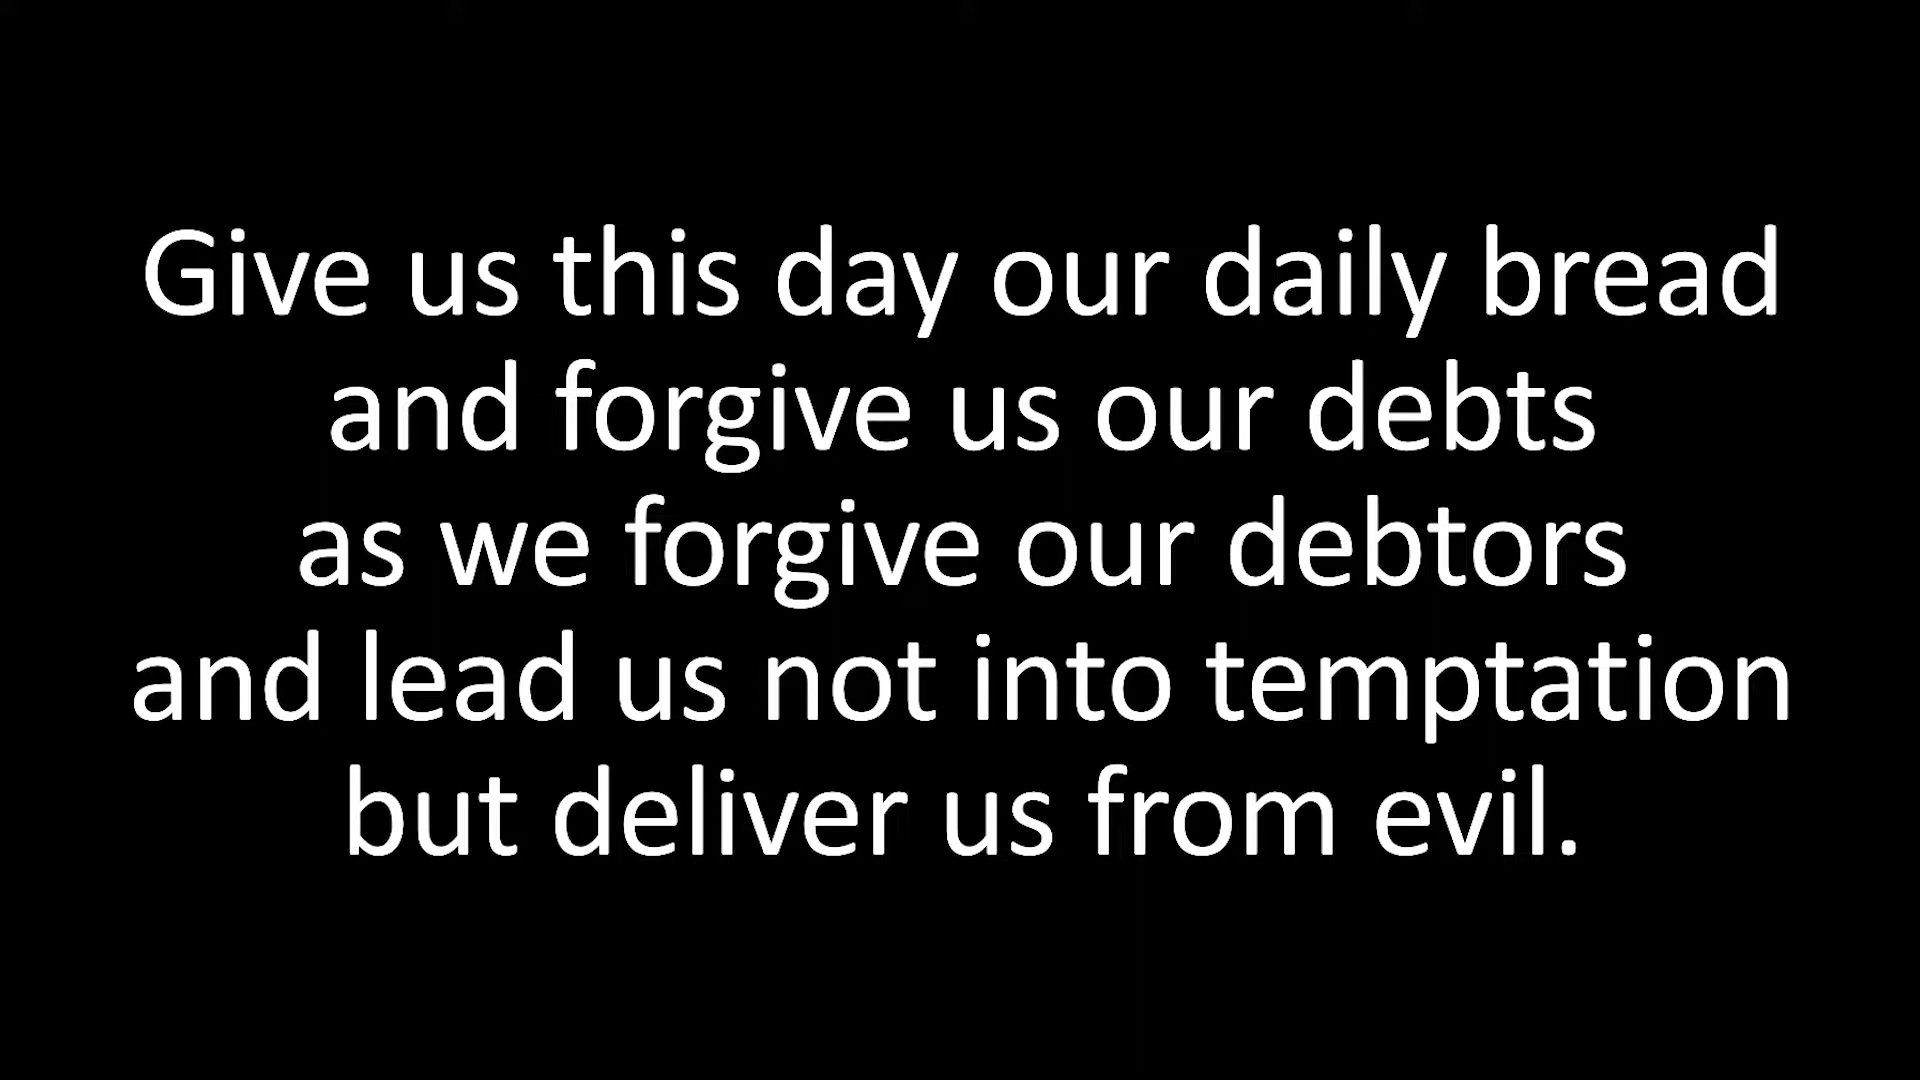 Give us this day our daily bread
and forgive us our debts
as we forgive our debtors
and lead us not into temptation
but deliver us from evil.